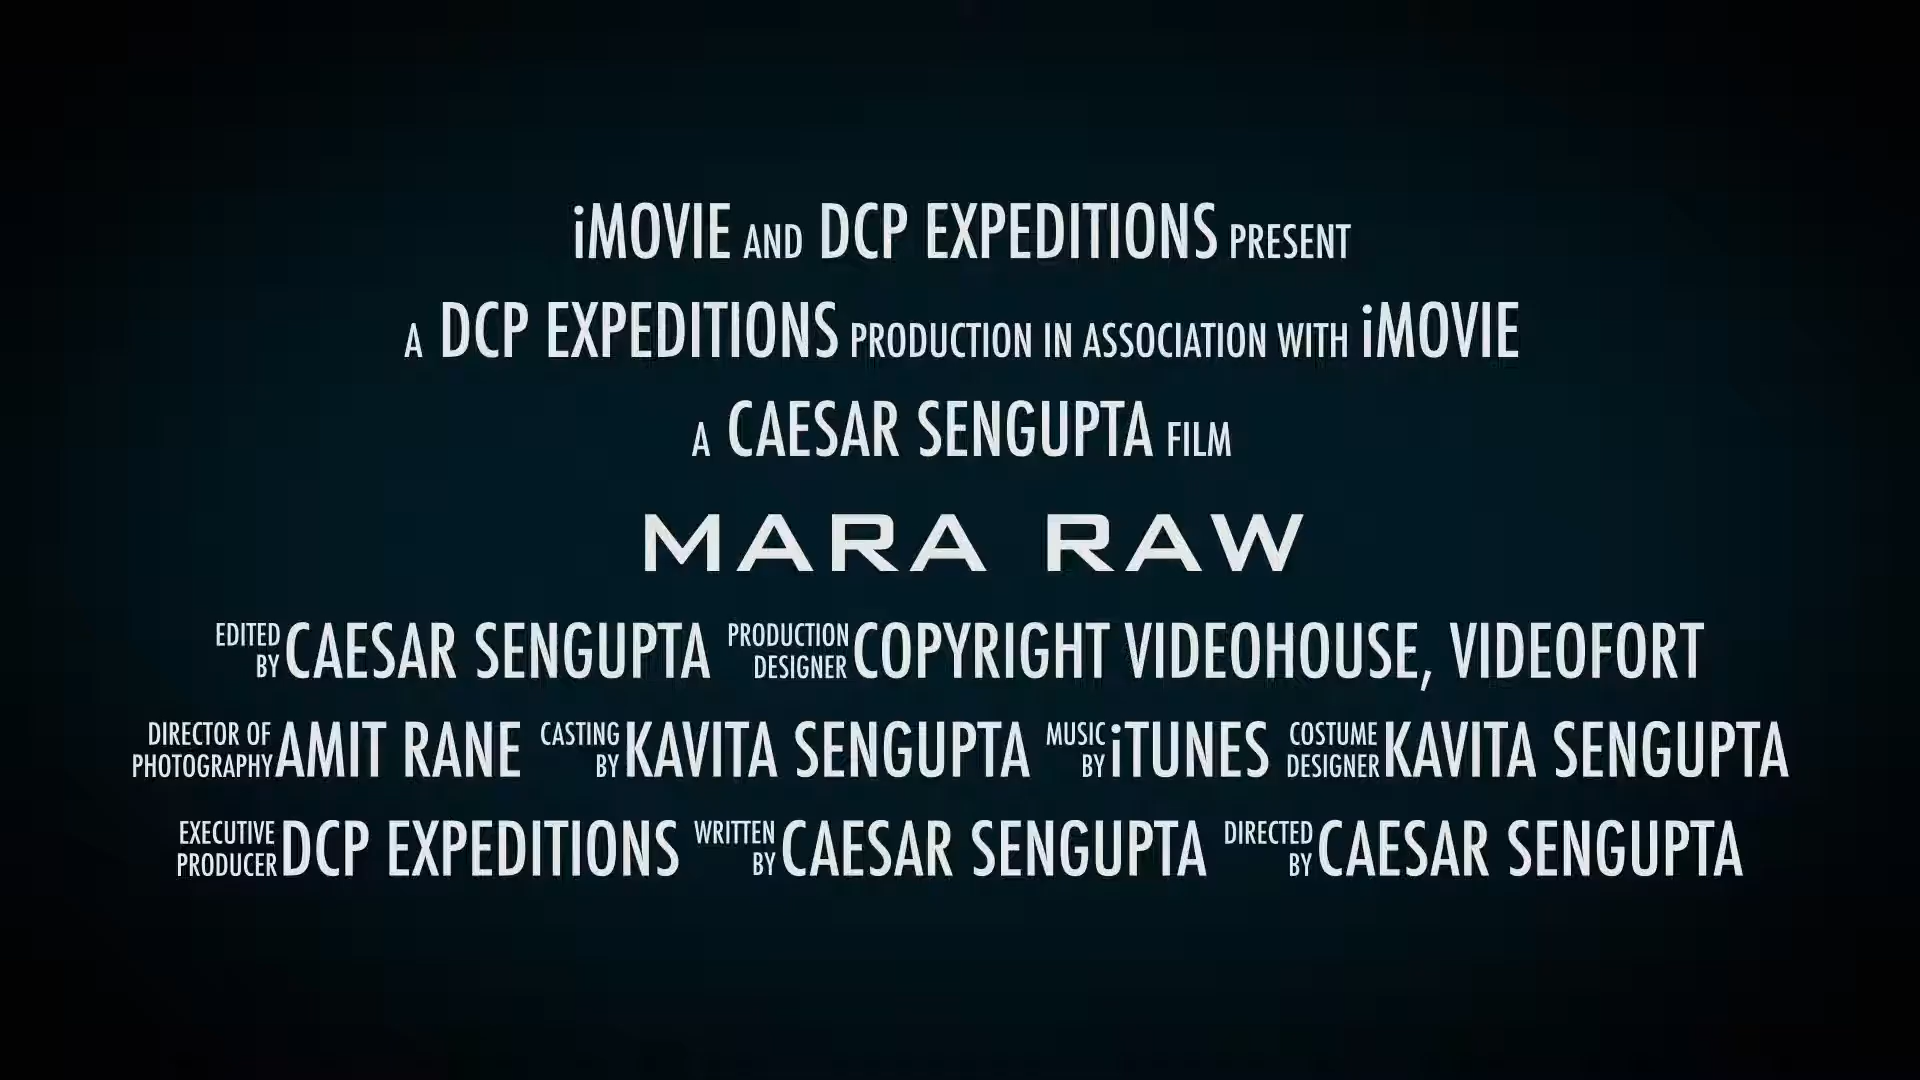 iMOVIE AND DCP EXPEDITIONS PRESENT
A DCP EXPEDITIONS PRODUCTION IN ASSOCIATION WITH iMOVIE
A CAESAR SENGUPTA FILM
MARA RAW
EDITED BY CAESAR SENGUPTA PRODUCTION DESIGNER COPYRIGHT VIDEOHOUSE, VIDEOFORT
DIRECTOR OF PHOTOGRAPHY AMIT RANE CASTING BY KAVITA SENGUPTA MUSIC BY iTUNES COSTUME DESIGNER KAVITA SENGUPTA
EXECUTIVE PRODUCER DCP EXPEDITIONS WRITTEN BY CAESAR SENGUPTA DIRECTED BY CAESAR SENGUPTA